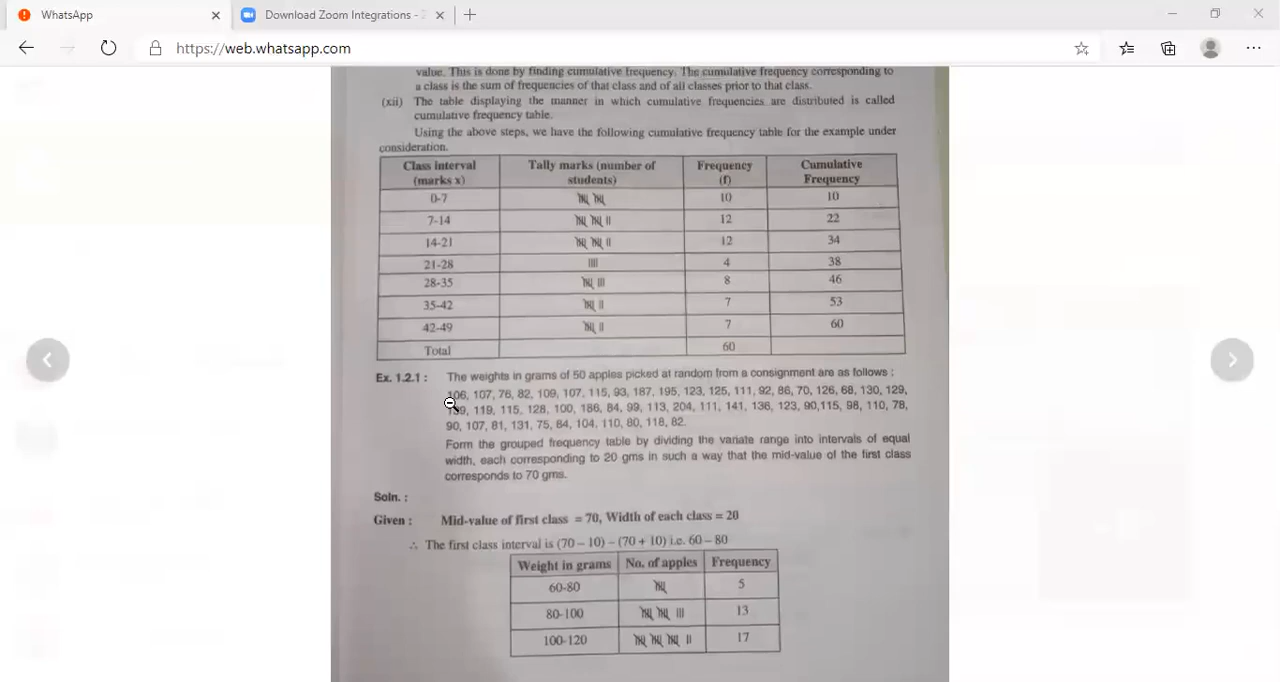 WhatsApp
Download Zoom Integrations -
https://web.whatsapp.com
value. This is done by finding cumulative frequency. The cumulative frequency corresponding to
a class is the sum of frequencies of that class and of all classes prior to that class.
(xii) The table displaying the manner in which cumulative frequencies are distributed is called
cumulative frequency table.
Using the above steps, we have the following cumulative frequency table for the example under
consideration.
Class interval (marks x) Tally marks (number of students) Frequency (f) Cumulative Frequency
0-7 10 10
7-14 12 22
14-21 12 34
21-28 4 38
28-35 8 46
35-42 7 53
42-49 7 60
Total 60
Ex. 1.2.1 : The weights in grams of 50 apples picked at random from a consignment are as follows :
106, 107, 76, 82, 109, 107, 115, 93, 187, 195, 123, 125, 111, 92, 86, 70, 126, 68, 130, 129,
119, 115, 128, 100, 186, 84, 99, 113, 204, 111, 141, 136, 123, 90,115, 98, 110, 78,
90, 107, 81, 131, 75, 84, 104, 110, 80, 118, 82.
Form the grouped frequency table by dividing the variate range into intervals of equal
width, each corresponding to 20 gms in such a way that the mid-value of the first class
corresponds to 70 gms.
Soln. :
Given : Mid-value of first class = 70, Width of each class = 20
∴ The first class interval is (70 – 10) – (70 + 10) i.e. 60 – 80
Weight in grams No. of apples Frequency
60-80 5
80-100 13
100-120 17